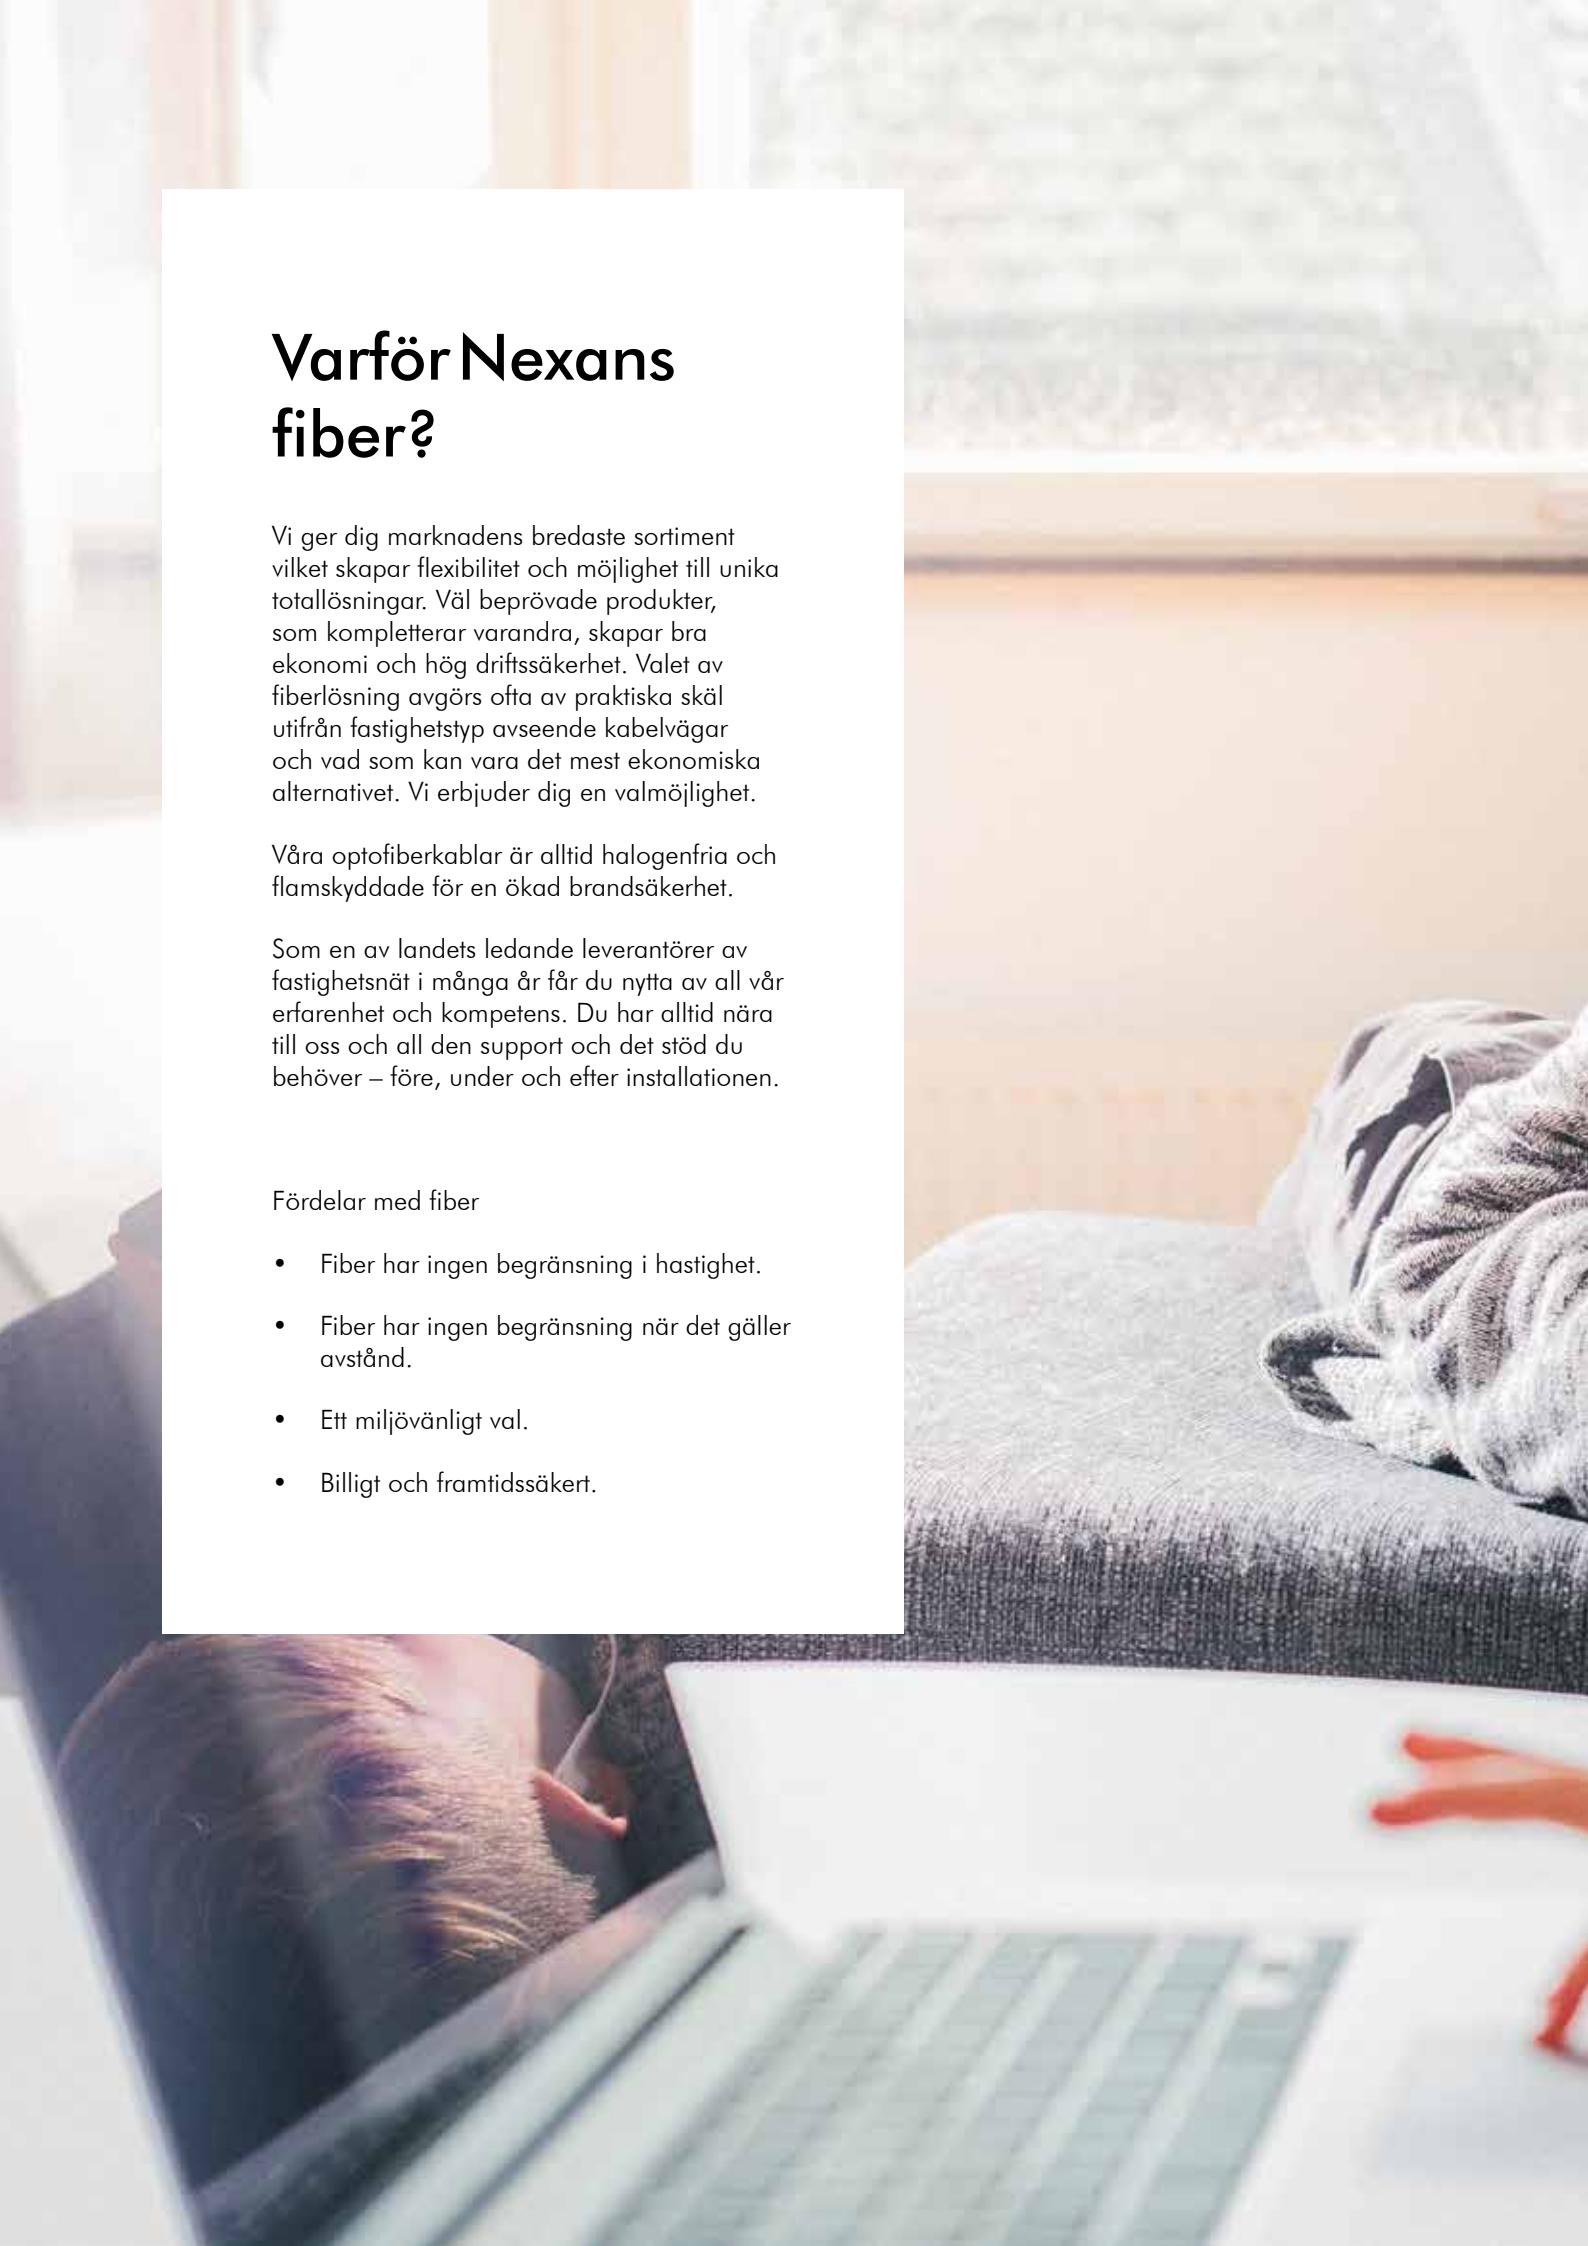 Varför Nexans
fiber?
Vi ger dig marknadens bredaste sortiment
vilket skapar flexibilitet och möjlighet till unika
totallösningar. Väl beprövade produkter,
som kompletterar varandra, skapar bra
ekonomi och hög driftssäkerhet. Valet av
fiberlösning avgörs ofta av praktiska skäl
utifrån fastighetstyp avseende kabelvägar
och vad som kan vara det mest ekonomiska
alternativet. Vi erbjuder dig en valmöjlighet.
Våra optofiberkablar är alltid halogenfria och
flamskyddade för en ökad brandsäkerhet.
Som en av landets ledande leverantörer av
fastighetsnät i många år får du nytta av all vår
erfarenhet och kompetens. Du har alltid nära
till oss och all den support och det stöd du
behöver – före, under och efter installationen.
Fördelar med fiber
• Fiber har ingen begränsning i hastighet.
• Fiber har ingen begränsning när det gäller
avstånd.
• Ett miljövänligt val.
• Billigt och framtidssäkert.